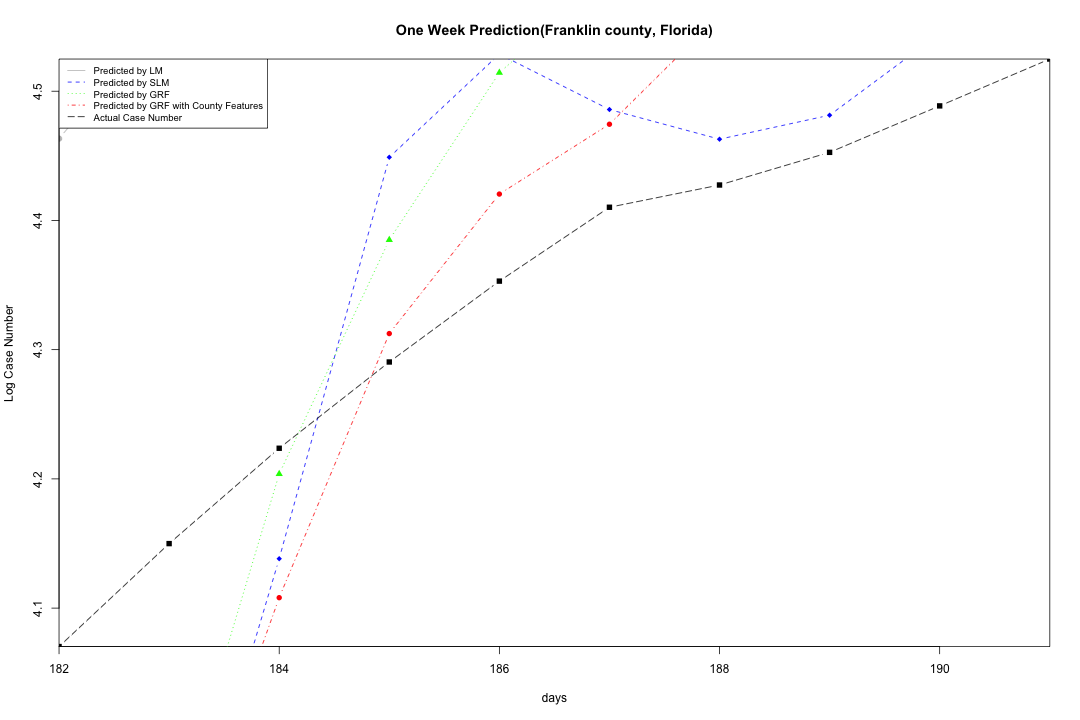 One Week Prediction(Franklin county, Florida)
Predicted by LM
Predicted by SLM
Predicted by GRF
Predicted by GRF with County Features
Actual Case Number
4.5
4.4
4.3
4.2
4.1
Log Case Number
182 184 186 188 190
days